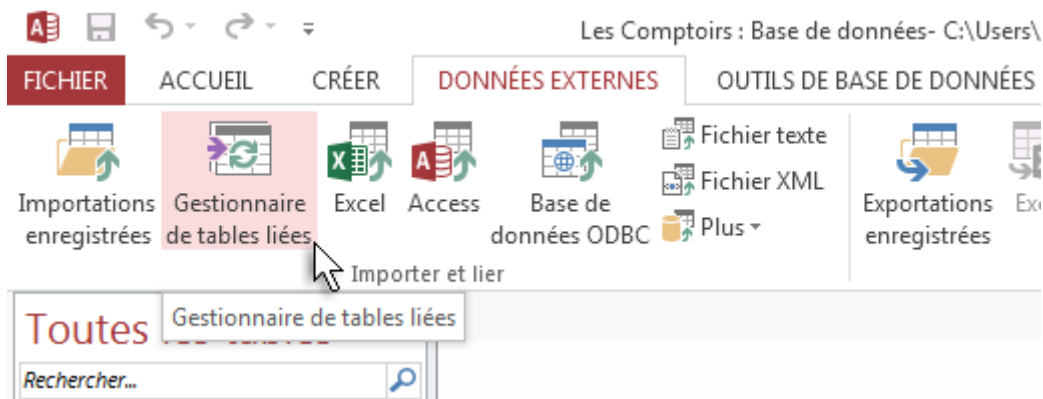 Les Comptoirs : Base de données- C:\Users\
FICHIER ACCUEIL CRÉER DONNÉES EXTERNES OUTILS DE BASE DE DONNÉES
Importations enregistrées
Gestionnaire de tables liées
Excel
Access
Base de données ODBC
Fichier texte
Fichier XML
Plus
Exportations enregistrées
Importer et lier
Gestionnaire de tables liées
Toutes
Rechercher...